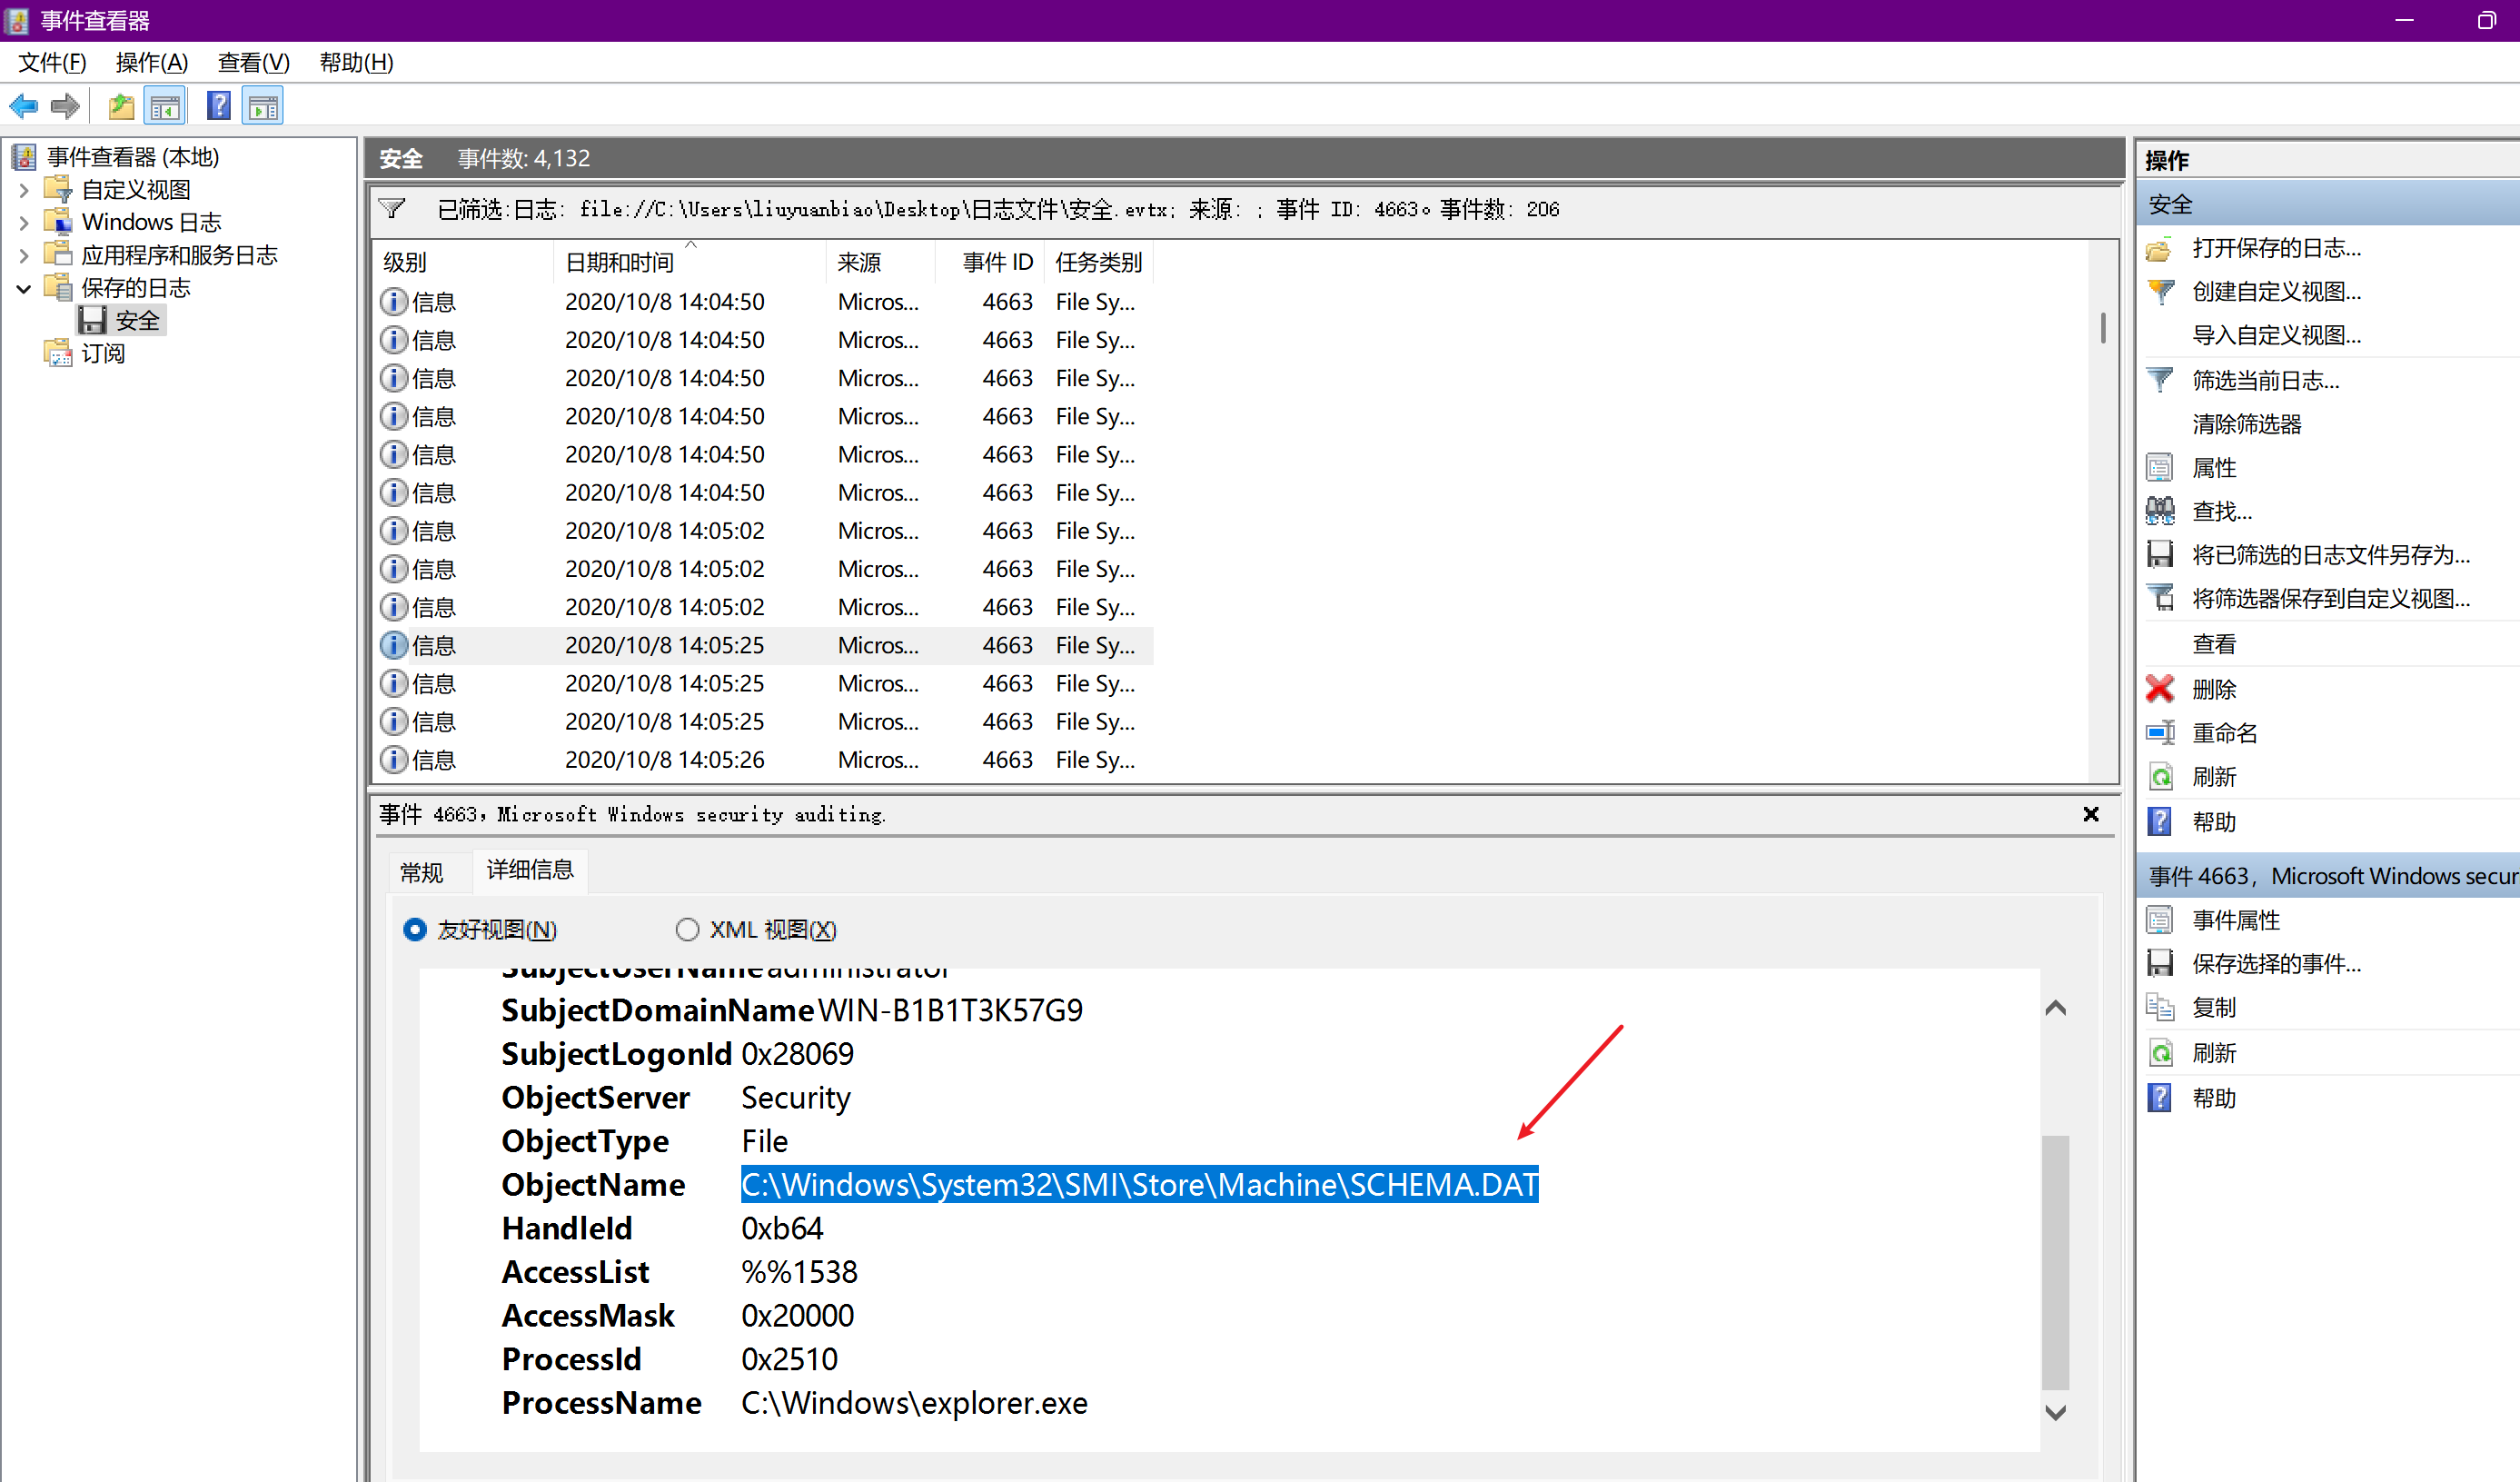 事件查看器
文件(F) 操作(A) 查看(V) 帮助(H)
事件查看器 (本地)
自定义视图
Windows 日志
应用程序和服务日志
保存的日志
安全
订阅
安全 事件数: 4,132
已筛选:日志: file://C:\Users\liuyuanbiao\Desktop\日志文件\安全.evtx; 来源: ; 事件 ID: 4663。事件数: 206
级别 日期和时间 来源 事件 ID 任务类别
信息 2020/10/8 14:04:50 Micros... 4663 File Sy...
信息 2020/10/8 14:04:50 Micros... 4663 File Sy...
信息 2020/10/8 14:04:50 Micros... 4663 File Sy...
信息 2020/10/8 14:04:50 Micros... 4663 File Sy...
信息 2020/10/8 14:04:50 Micros... 4663 File Sy...
信息 2020/10/8 14:04:50 Micros... 4663 File Sy...
信息 2020/10/8 14:05:02 Micros... 4663 File Sy...
信息 2020/10/8 14:05:02 Micros... 4663 File Sy...
信息 2020/10/8 14:05:02 Micros... 4663 File Sy...
信息 2020/10/8 14:05:25 Micros... 4663 File Sy...
信息 2020/10/8 14:05:25 Micros... 4663 File Sy...
信息 2020/10/8 14:05:25 Micros... 4663 File Sy...
信息 2020/10/8 14:05:26 Micros... 4663 File Sy...
事件 4663，Microsoft Windows security auditing.
常规 详细信息
友好视图(N) XML 视图(X)
SubjectUserName administrator
SubjectDomainName WIN-B1B1T3K57G9
SubjectLogonId 0x28069
ObjectServer Security
ObjectType File
ObjectName C:\Windows\System32\SMI\Store\Machine\SCHEMA.DAT
HandleId 0xb64
AccessList %%1538
AccessMask 0x20000
ProcessId 0x2510
ProcessName C:\Windows\explorer.exe
操作
安全
打开保存的日志...
创建自定义视图...
导入自定义视图...
筛选当前日志...
清除筛选器
属性
查找...
将已筛选的日志文件另存为...
将筛选器保存到自定义视图...
查看
删除
重命名
刷新
帮助
事件 4663，Microsoft Windows secur
事件属性
保存选择的事件...
复制
刷新
帮助